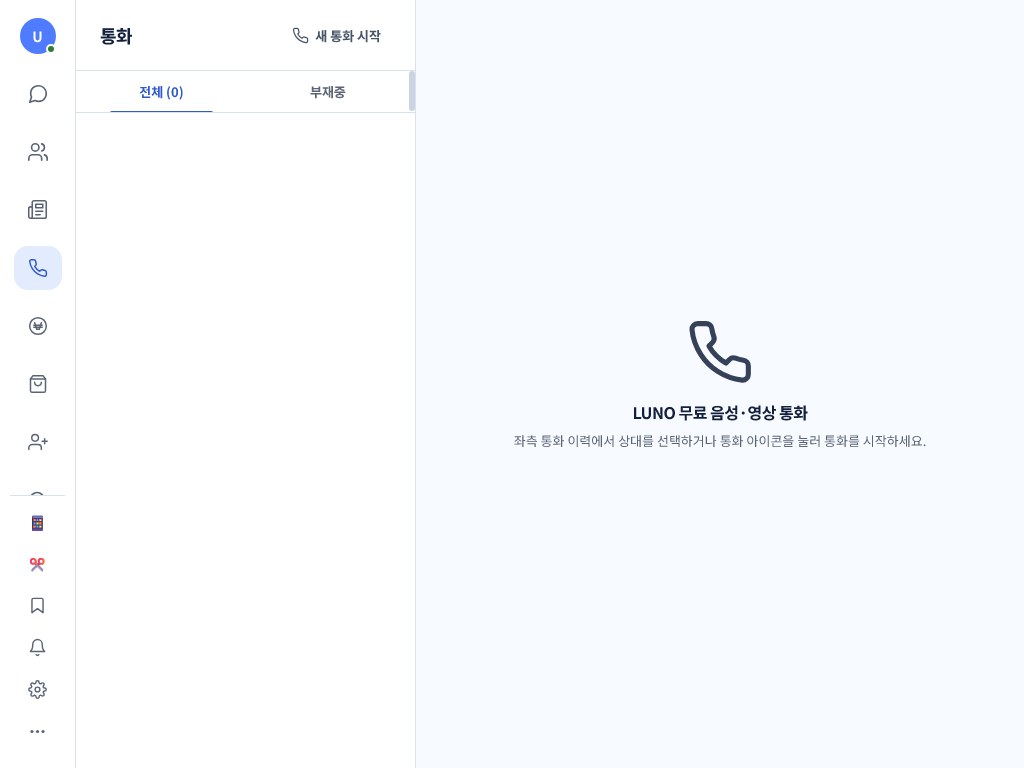 U
통화
새 통화 시작
전체 (0)
부재중
LUNO 무료 음성·영상 통화
좌측 통화 이력에서 상대를 선택하거나 통화 아이콘을 눌러 통화를 시작하세요.